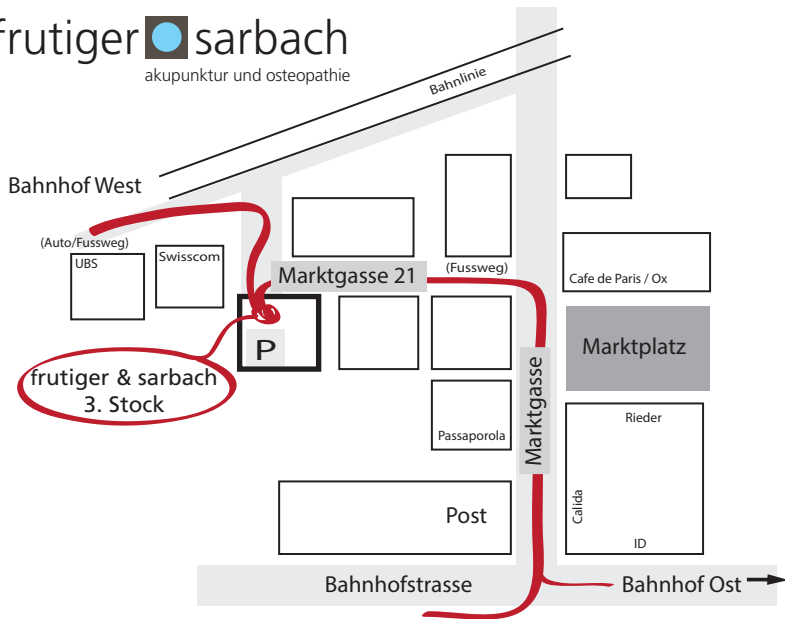 frutiger sarbach
akupunktur und osteopathie
Bahnlinie
Bahnhof West
(Auto/Fussweg)
UBS
Swisscom
Marktgasse 21
(Fussweg)
Cafe de Paris / Ox
P
Marktplatz
frutiger & sarbach
3. Stock
Marktgasse
Passaporola
Rieder
Calida
Post
ID
Bahnhofstrasse
Bahnhof Ost